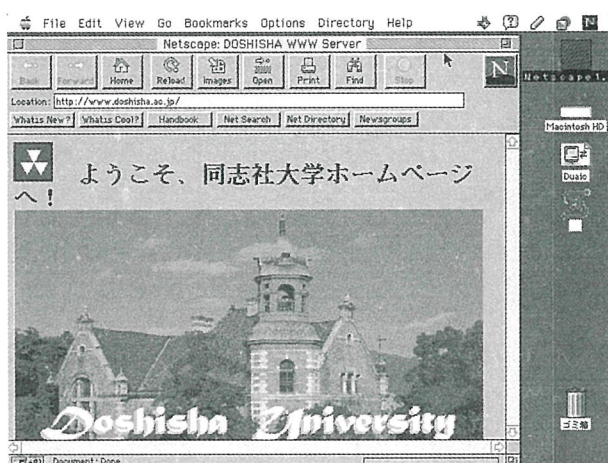 File Edit View Go Bookmarks Options Directory Help
Netscape: DOSHISHA WWW Server
Back Forward Home Reload Images Open Print Find Stop
N
Netscape 1.
Location: http://www.doshisha.ac.jp/
What's New? What's Cool? Handbook Net Search Net Directory Newsgroups
Macintosh HD
ようこそ、同志社大学ホームページ
へ！
Doshisha University
ゴミ箱
Document: Done